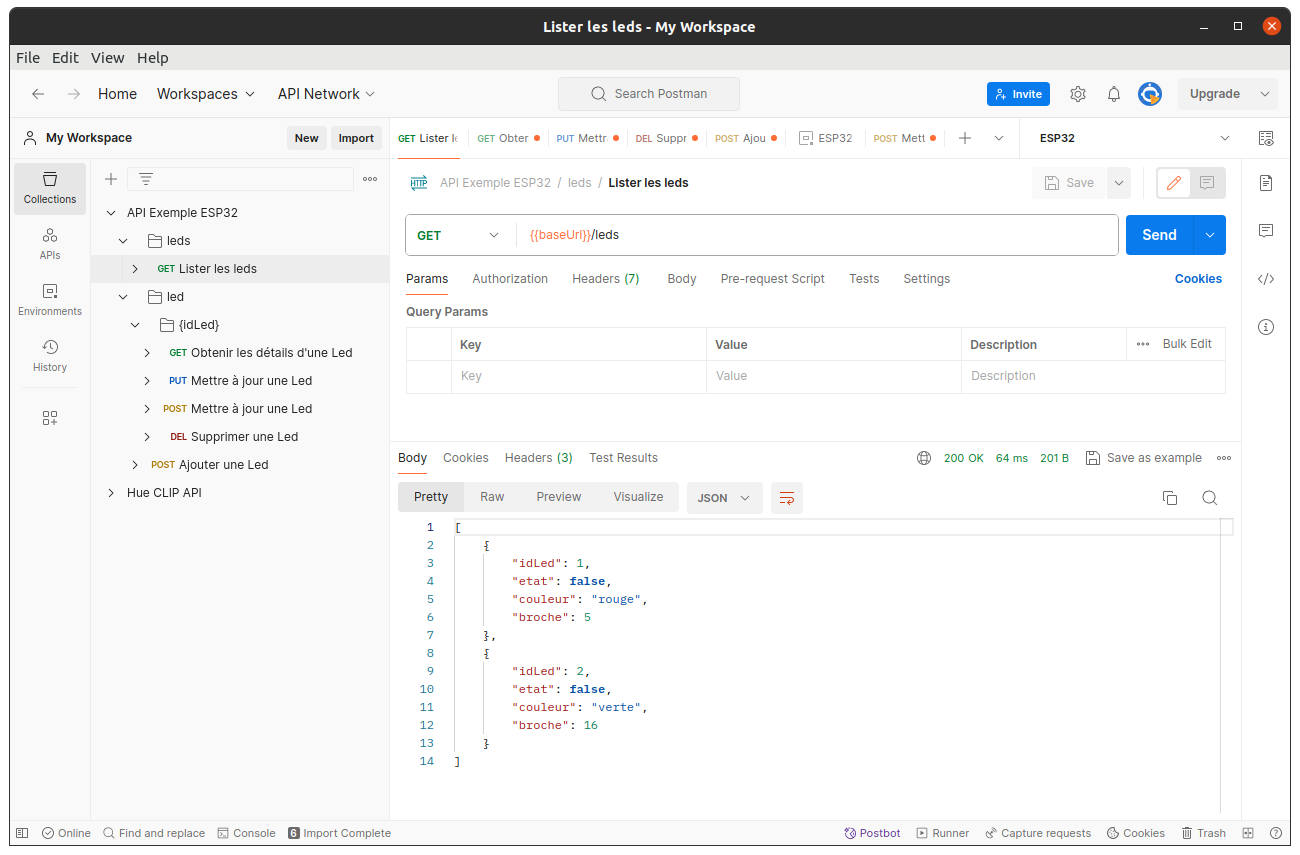 Lister les leds - My Workspace
File Edit View Help
Home Workspaces API Network Search Postman Invite Upgrade
My Workspace New Import
GET Lister l GET Obter PUT Mettr DEL Suppr POST Ajou ESP32 POST Mett ESP32
Collections
APIs
Environments
History
API Exemple ESP32
leds
GET Lister les leds
led
{idLed}
GET Obtenir les détails d'une Led
PUT Mettre à jour une Led
POST Mettre à jour une Led
DEL Supprimer une Led
POST Ajouter une Led
Hue CLIP API
HTTP API Exemple ESP32 / leds / Lister les leds Save
GET {{baseUrl}}/leds Send
Params Authorization Headers (7) Body Pre-request Script Tests Settings Cookies
Query Params
Key Value Description Bulk Edit
Key Value Description
Body Cookies Headers (3) Test Results 200 OK 64 ms 201 B Save as example
Pretty Raw Preview Visualize JSON
1 [
2 {
3 "idLed": 1,
4 "etat": false,
5 "couleur": "rouge",
6 "broche": 5
7 },
8 {
9 "idLed": 2,
10 "etat": false,
11 "couleur": "verte",
12 "broche": 16
13 }
14 ]
Online Find and replace Console 6 Import Complete Postbot Runner Capture requests Cookies Trash